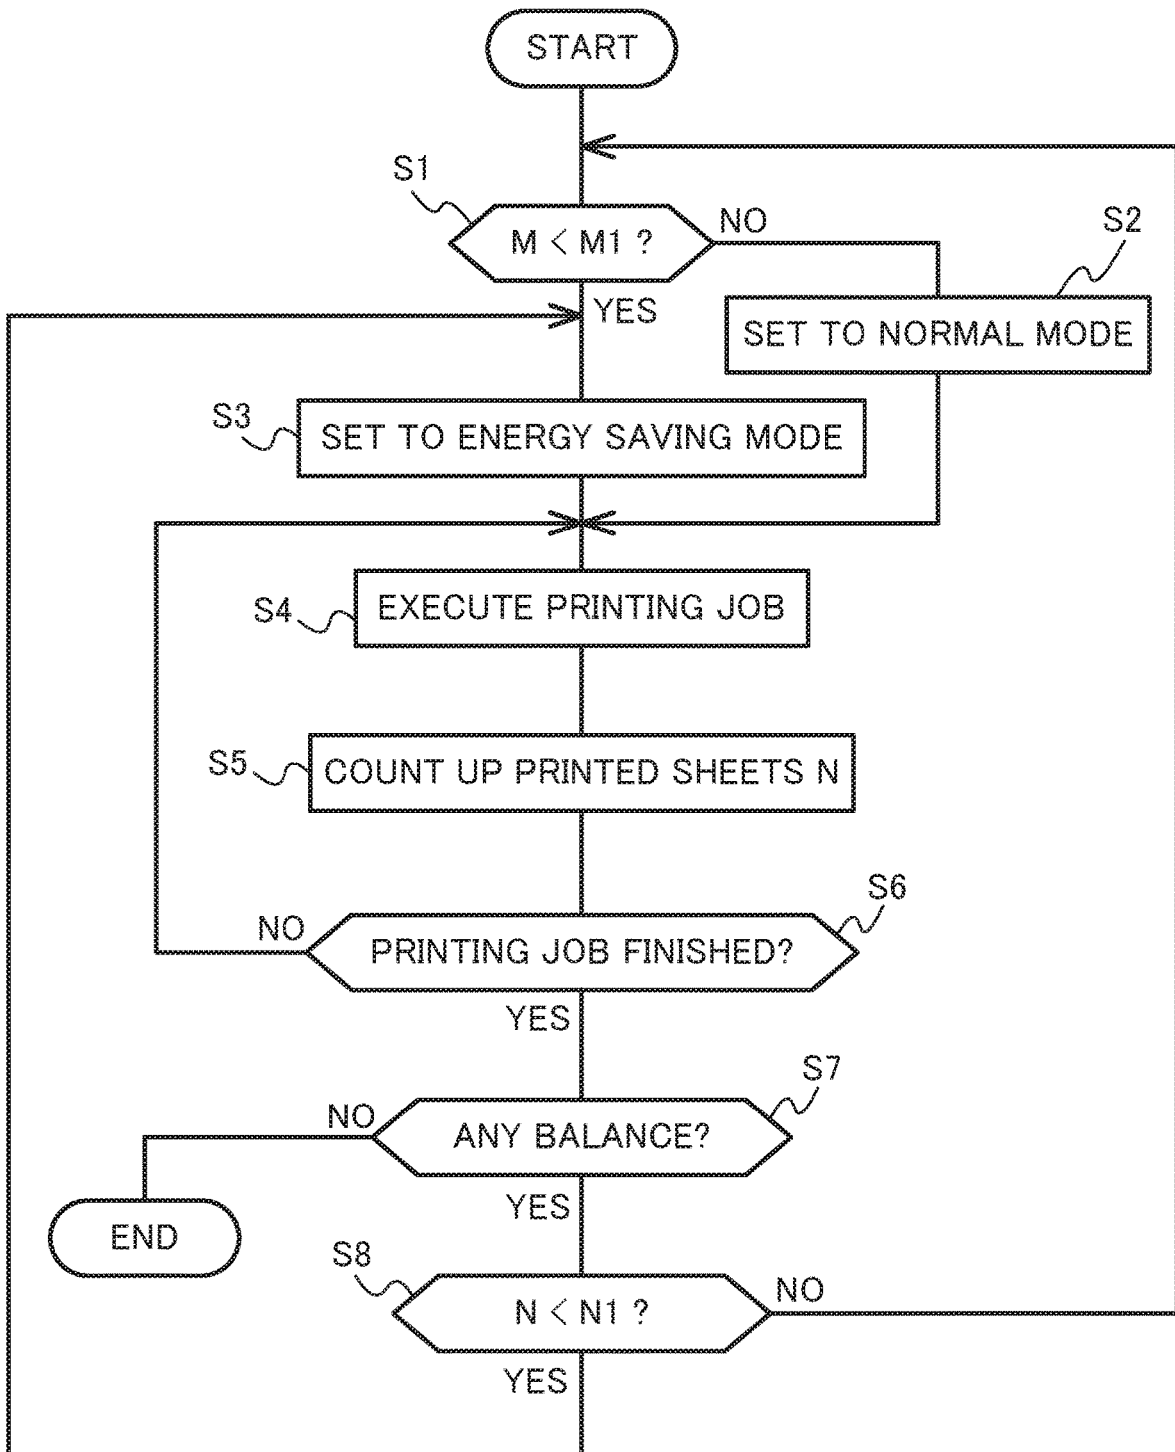 START
S1
M < M1 ?
NO
S2
YES
SET TO NORMAL MODE
S3
SET TO ENERGY SAVING MODE
S4
EXECUTE PRINTING JOB
S5
COUNT UP PRINTED SHEETS N
S6
NO
PRINTING JOB FINISHED?
YES
S7
NO
ANY BALANCE?
YES
END
S8
N < N1 ?
NO
YES